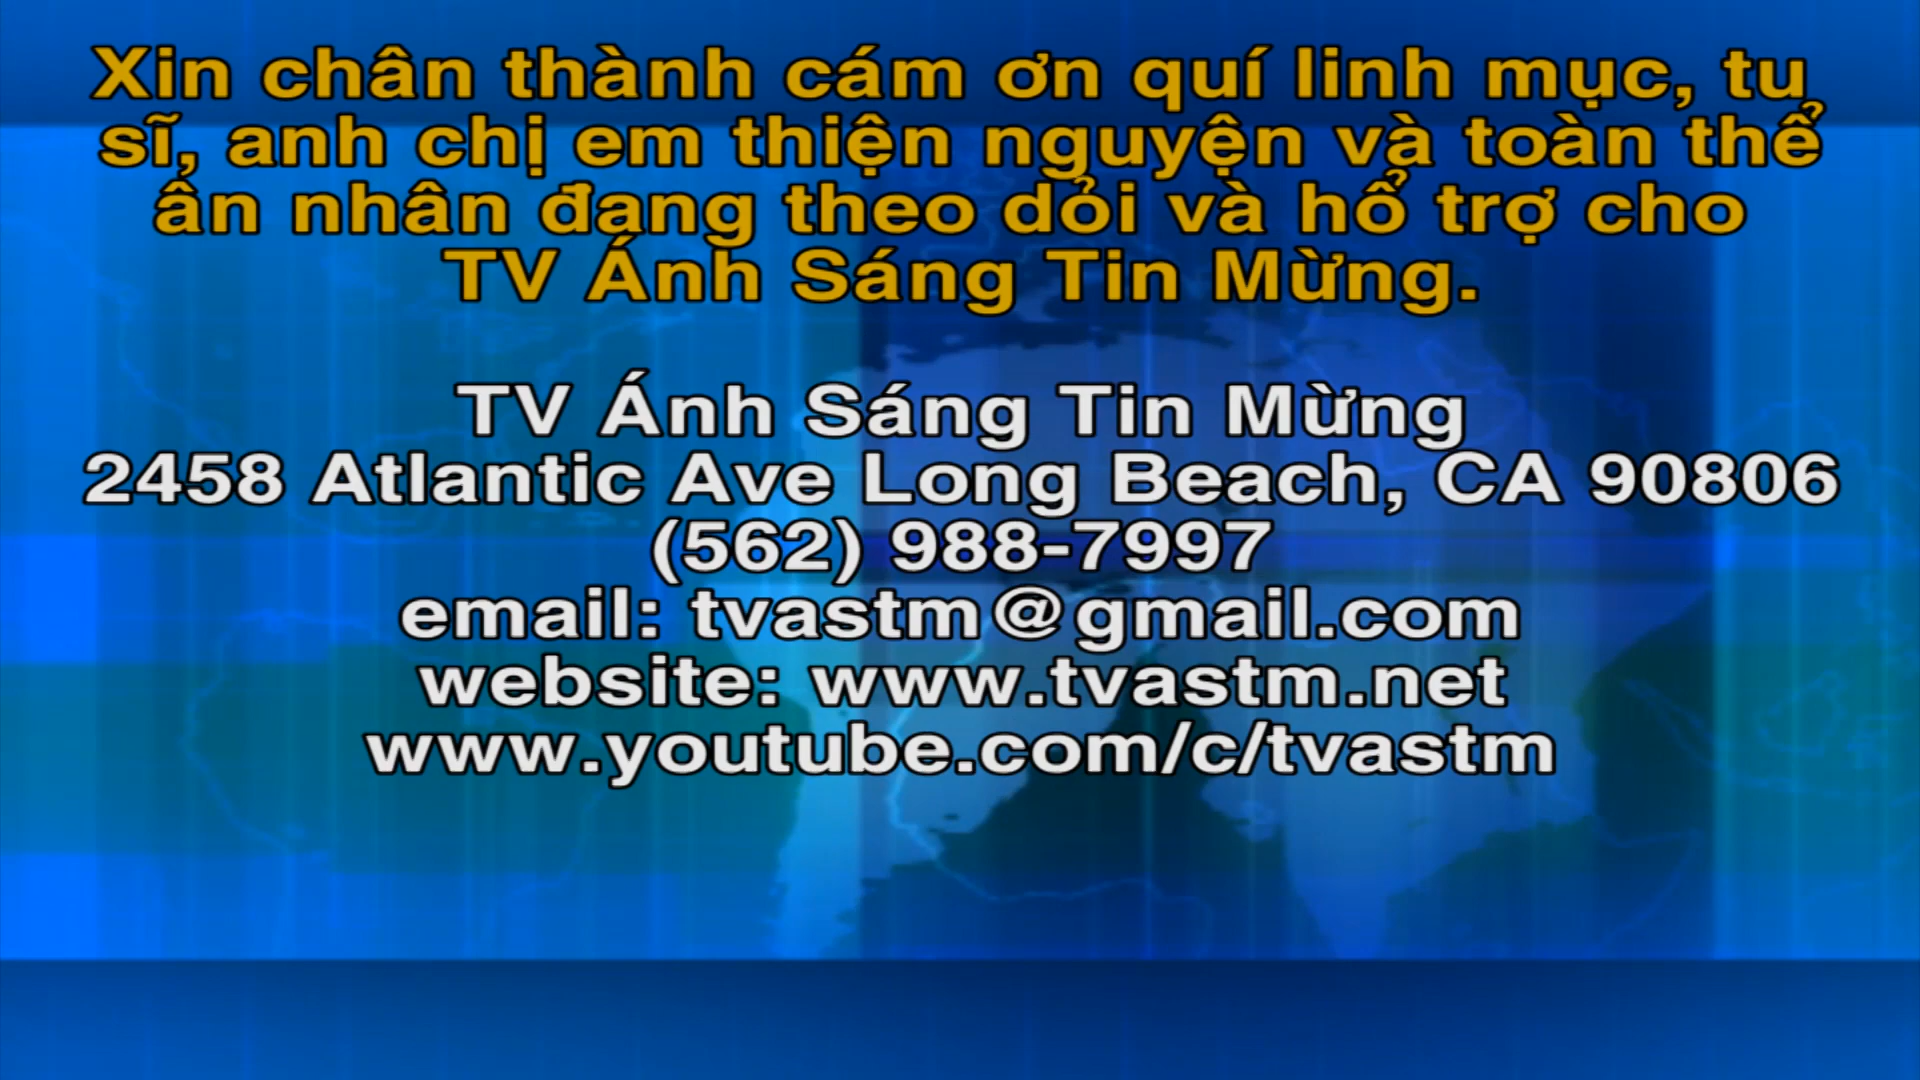 Xin chân thành cám ơn quí linh mục, tu
sĩ, anh chị em thiện nguyện và toàn thể
ân nhân đang theo dỏi và hổ trợ cho
TV Ánh Sáng Tin Mừng.
TV Ánh Sáng Tin Mừng
2458 Atlantic Ave Long Beach, CA 90806
(562) 988-7997
email: tvastm@gmail.com
website: www.tvastm.net
www.youtube.com/c/tvastm